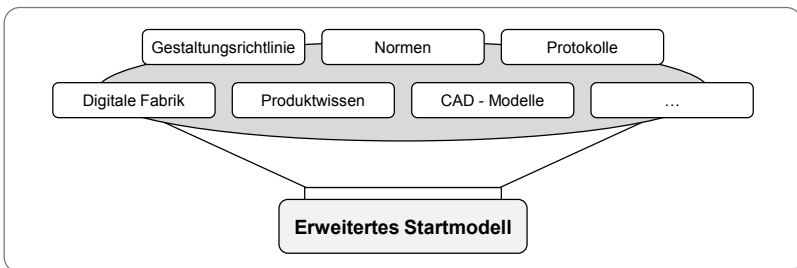 Gestaltungsrichtlinie
Normen
Protokolle
Digitale Fabrik
Produktwissen
CAD - Modelle
…
Erweitertes Startmodell